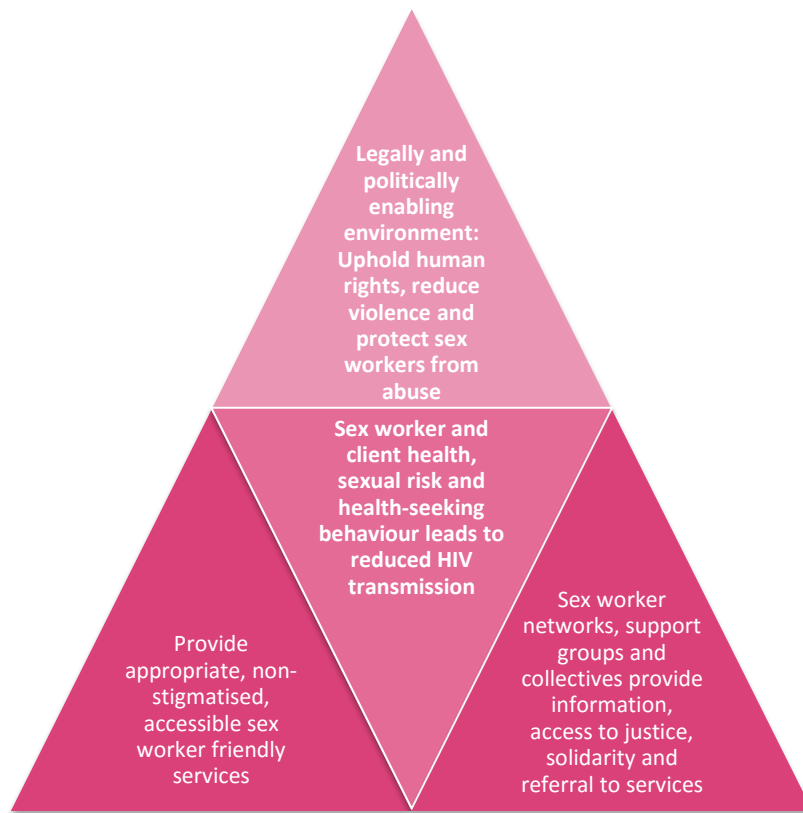 Legally and
politically
enabling
environment:
Uphold human
rights, reduce
violence and
protect sex
workers from
abuse
Sex worker and
client health,
sexual risk and
health-seeking
behaviour leads to
reduced HIV
transmission
Provide
appropriate, non-
stigmatised,
accessible sex
worker friendly
services
Sex worker
networks, support
groups and
collectives provide
information,
access to justice,
solidarity and
referral to services